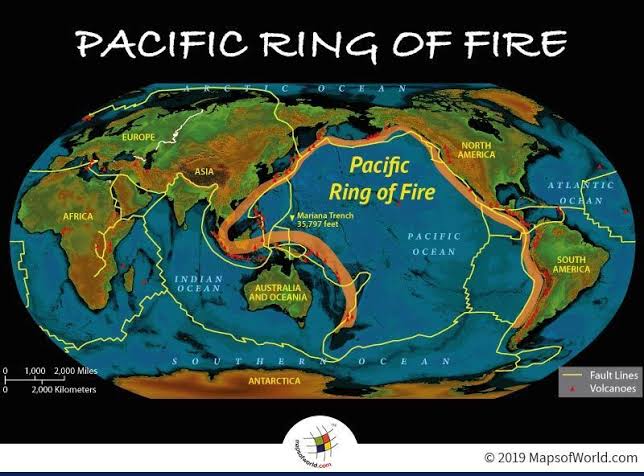 PACIFIC RING OF FIRE
ARCTIC OCEAN
EUROPE
ASIA
NORTH
AMERICA
Pacific
Ring of Fire
ATLANTIC
OCEAN
AFRICA
Mariana Trench
35,797 feet
PACIFIC
OCEAN
INDIAN
OCEAN
AUSTRALIA
AND OCEANIA
SOUTH
AMERICA
SOUTHERN OCEAN
ANTARCTICA
0 1,000 2,000 Miles
0 2,000 Kilometers
Fault Lines
Volcanoes
mapsofworld.com
© 2019 MapsofWorld.com